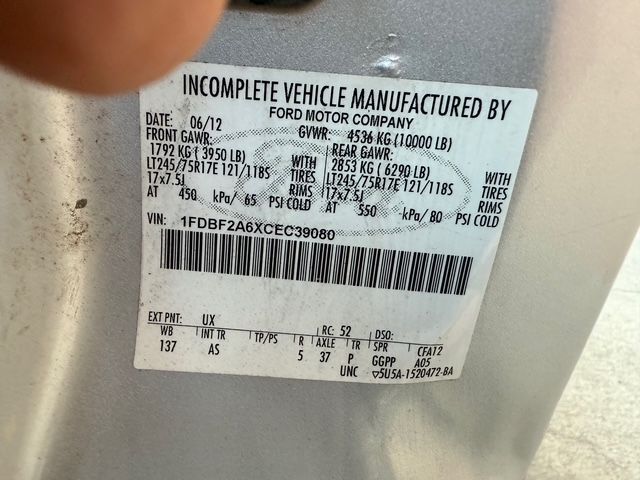 INCOMPLETE VEHICLE MANUFACTURED BY
FORD MOTOR COMPANY
DATE: 06/12 GVWR: 4536 KG (10000 LB)
FRONT GAWR: REAR GAWR:
1792 KG ( 3950 LB) WITH 2853 KG ( 6290 LB) WITH
LT245/75R17E 121/118S TIRES LT245/75R17E 121/118S TIRES
17x7.5J RIMS 17x7.5J RIMS
AT 450 kPa/ 65 PSI COLD AT 550 kPa/ 80 PSI COLD
VIN: 1FDBF2A6XCEC39080
EXT PNT: UX RC: 52 DSO:
WB INT TR TP/PS R AXLE TR SPR CFA12
137 AS 5 37 P GGPP A05
UNC ▽5U5A-1520472-BA